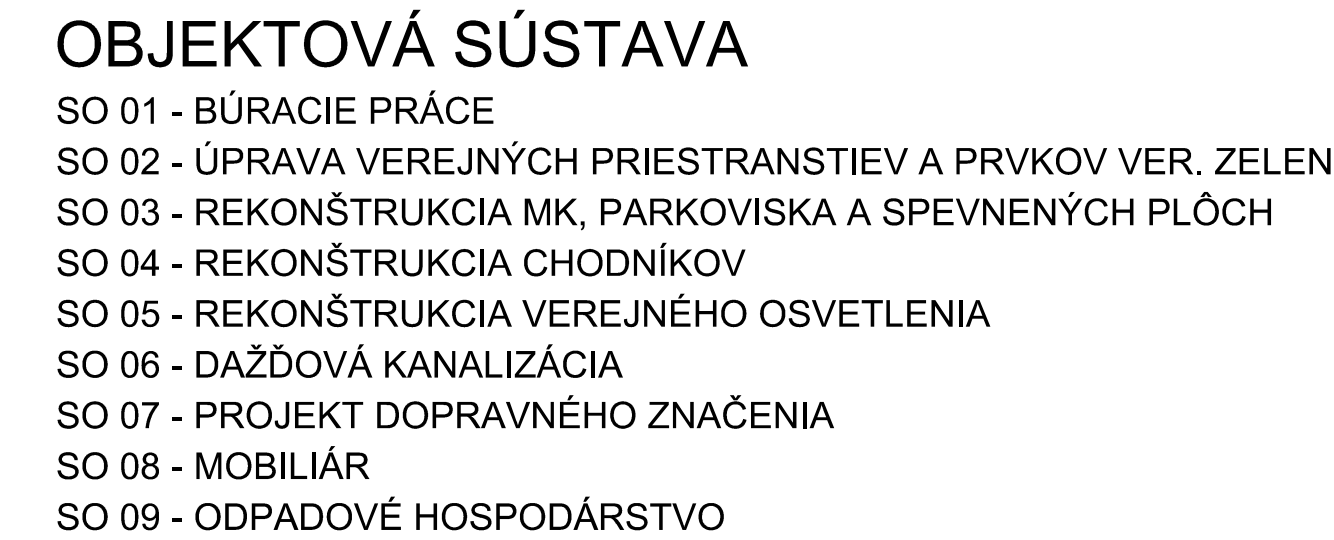 OBJEKTOVÁ SÚSTAVA
SO 01 - BÚRACIE PRÁCE
SO 02 - ÚPRAVA VEREJNÝCH PRIESTRANSTIEV A PRVKOV VER. ZELEN
SO 03 - REKONŠTRUKCIA MK, PARKOVISKA A SPEVNENÝCH PLÔCH
SO 04 - REKONŠTRUKCIA CHODNÍKOV
SO 05 - REKONŠTRUKCIA VEREJNÉHO OSVETLENIA
SO 06 - DAŽĎOVÁ KANALIZÁCIA
SO 07 - PROJEKT DOPRAVNÉHO ZNAČENIA
SO 08 - MOBILIÁR
SO 09 - ODPADOVÉ HOSPODÁRSTVO